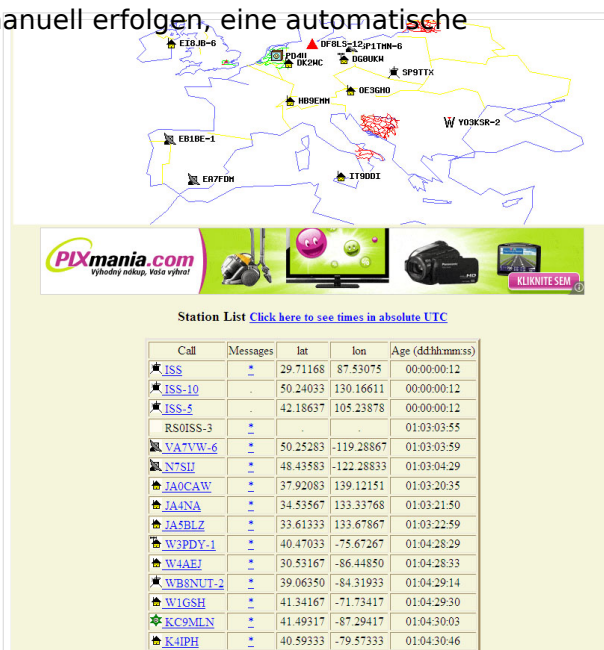 manuell erfolgen, eine automatische
EI8JB-6
DF8LS-12
SP1TMN-6
PD4U
DK2WC
DG0UKW
SP9TTX
OE3GHO
HB9EMM
YO3KSR-2
EB1BE-1
EA7FDM
IT9DDI
PIXmania.com
Výhodný nákup, Vaša výhra!
KLIKNITE SEM
Station List Click here to see times in absolute UTC
Call Messages lat lon Age (dd:hh:mm:ss)
ISS * 29.71168 87.53075 00:00:00:12
ISS-10 . 50.24033 130.16611 00:00:00:12
ISS-5 . 42.18637 105.23878 00:00:00:12
RS0ISS-3 * . . 01:03:03:55
VA7VW-6 * 50.25283 -119.28867 01:03:03:59
N7SIJ * 48.43583 -122.28833 01:03:04:29
JA0CAW * 37.92083 139.12151 01:03:20:35
JA4NA * 34.53567 133.33768 01:03:21:50
JA5BLZ * 33.61333 133.67867 01:03:22:59
W3PDY-1 * 40.47033 -75.67267 01:04:28:29
W4AEJ * 30.53167 -86.44850 01:04:28:33
WB8NUT-2 * 39.06350 -84.31933 01:04:29:14
W1GSH * 41.34167 -71.73417 01:04:29:30
KC9MLN * 41.49317 -87.29417 01:04:30:03
K4IPH * 40.59333 -79.57333 01:04:30:46